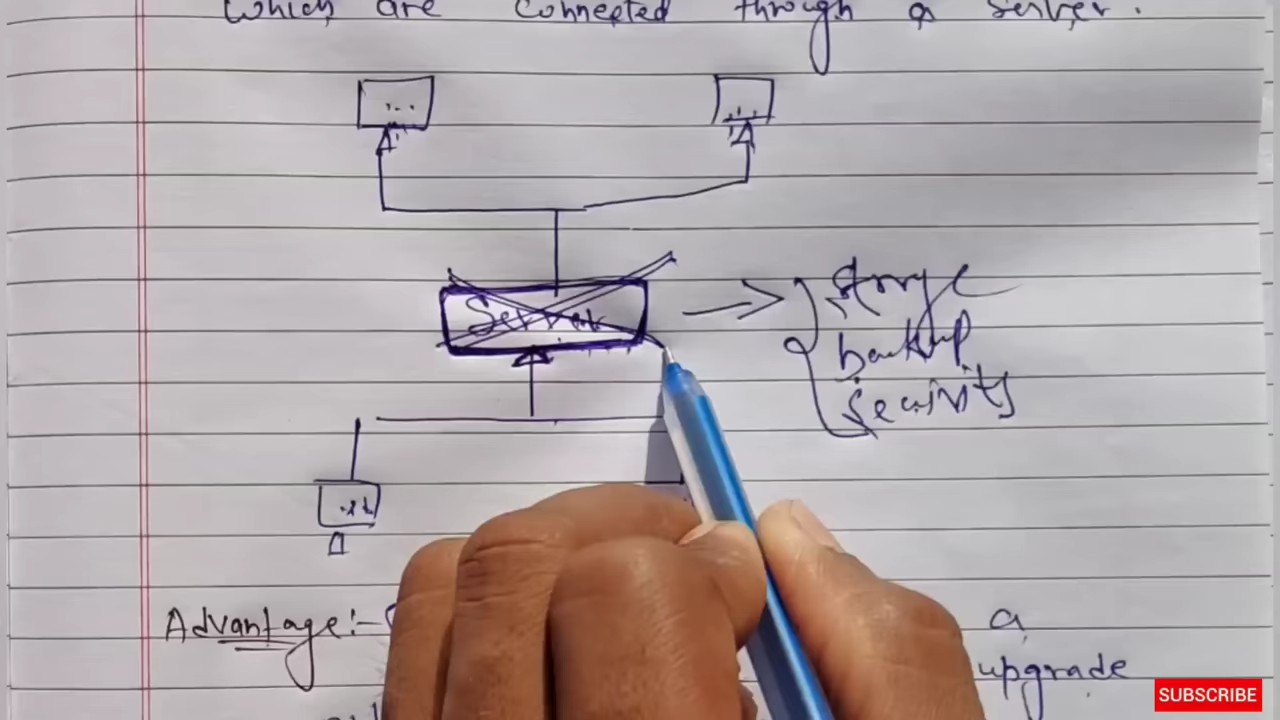 which are connected through a server.
Server
storage
backup
security
Advantage:-
a
upgrade
SUBSCRIBE